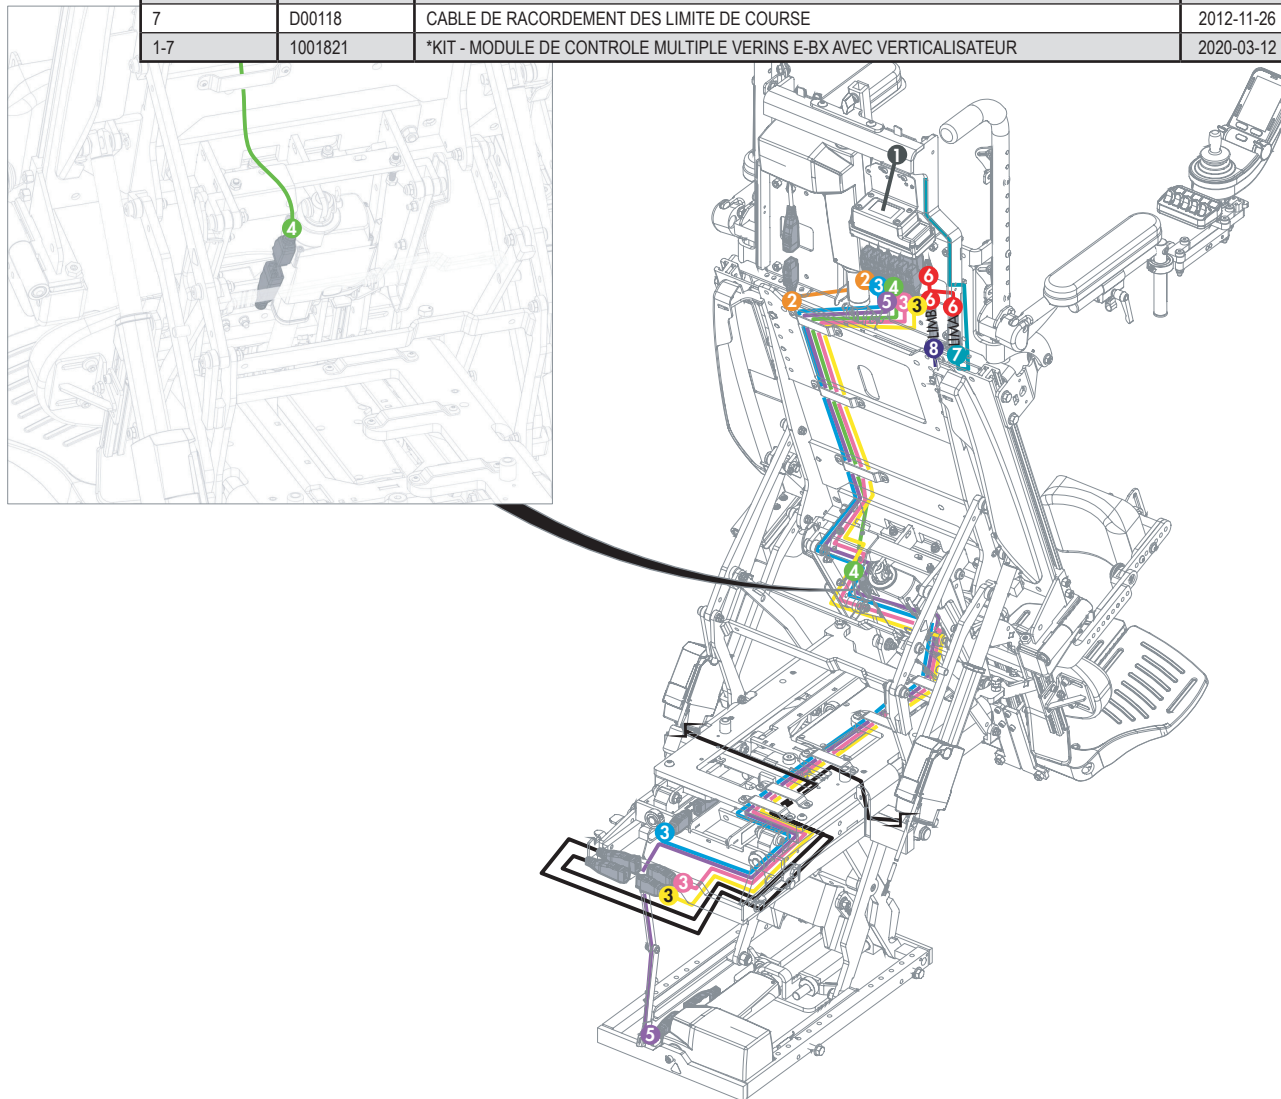 7 D00118 CABLE DE RACORDEMENT DES LIMITE DE COURSE 2012-11-26
1-7 1001821 *KIT - MODULE DE CONTROLE MULTIPLE VERINS E-BX AVEC VERTICALISATEUR 2020-03-12
1
4
2 3 4 6
2 5 3 3 6 6
LIMB LIMA
8 7
4
3
3
3
5